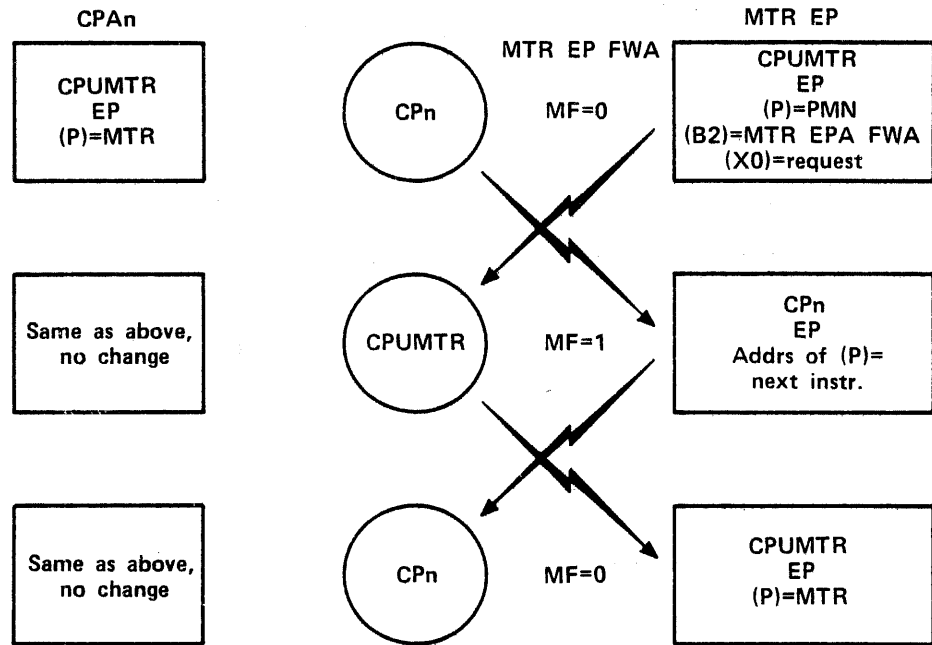 CPAn
MTR EP
MTR EP FWA
CPUMTR
EP
(P)=MTR
CPn
MF=0
CPUMTR
EP
(P)=PMN
(B2)=MTR EPA FWA
(X0)=request
Same as above,
no change
CPUMTR
MF=1
CPn
EP
Addrs of (P)=
next instr.
Same as above,
no change
CPn
MF=0
CPUMTR
EP
(P)=MTR